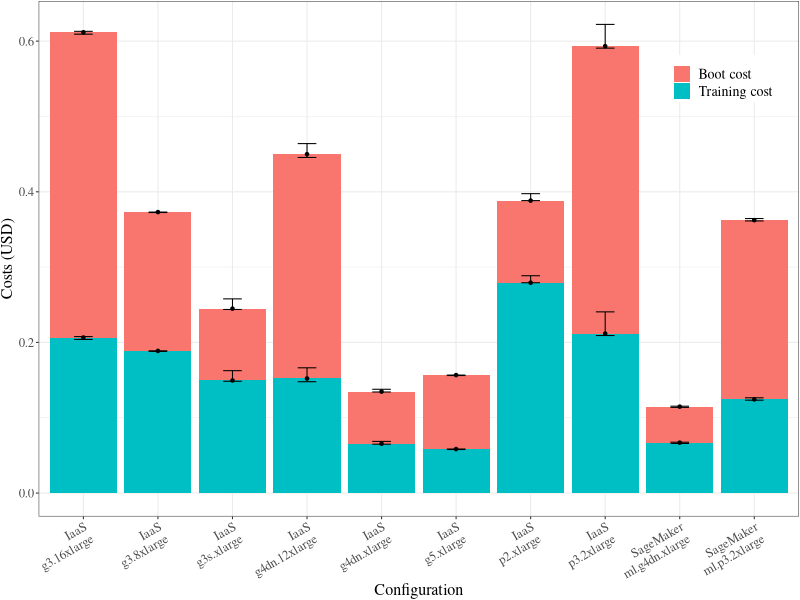 0.6
0.4
0.2
0.0
Costs (USD)
Boot cost
Training cost
IaaS
g3.16xlarge
IaaS
g3.8xlarge
IaaS
g3s.xlarge
IaaS
g4dn.12xlarge
IaaS
g4dn.xlarge
IaaS
g5.xlarge
IaaS
p2.xlarge
IaaS
p3.2xlarge
SageMaker
ml.g4dn.xlarge
SageMaker
ml.p3.2xlarge
Configuration